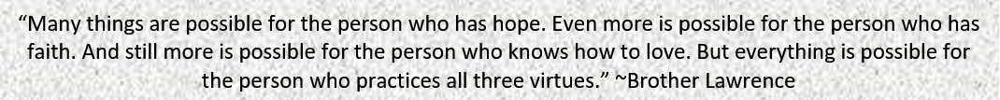 “Many things are possible for the person who has hope. Even more is possible for the person who has
faith. And still more is possible for the person who knows how to love. But everything is possible for
the person who practices all three virtues.” ~Brother Lawrence